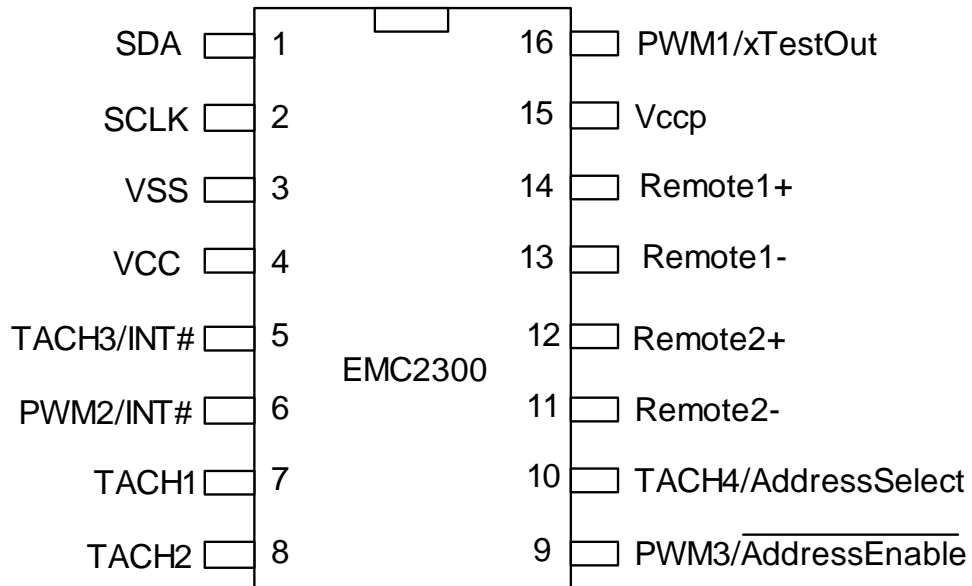 SDA 1 16 PWM1/xTestOut
SCLK 2 15 Vccp
VSS 3 14 Remote1+
VCC 4 13 Remote1-
TACH3/INT# 5 12 Remote2+
EMC2300
PWM2/INT# 6 11 Remote2-
TACH1 7 10 TACH4/AddressSelect
TACH2 8 9 PWM3/AddressEnable